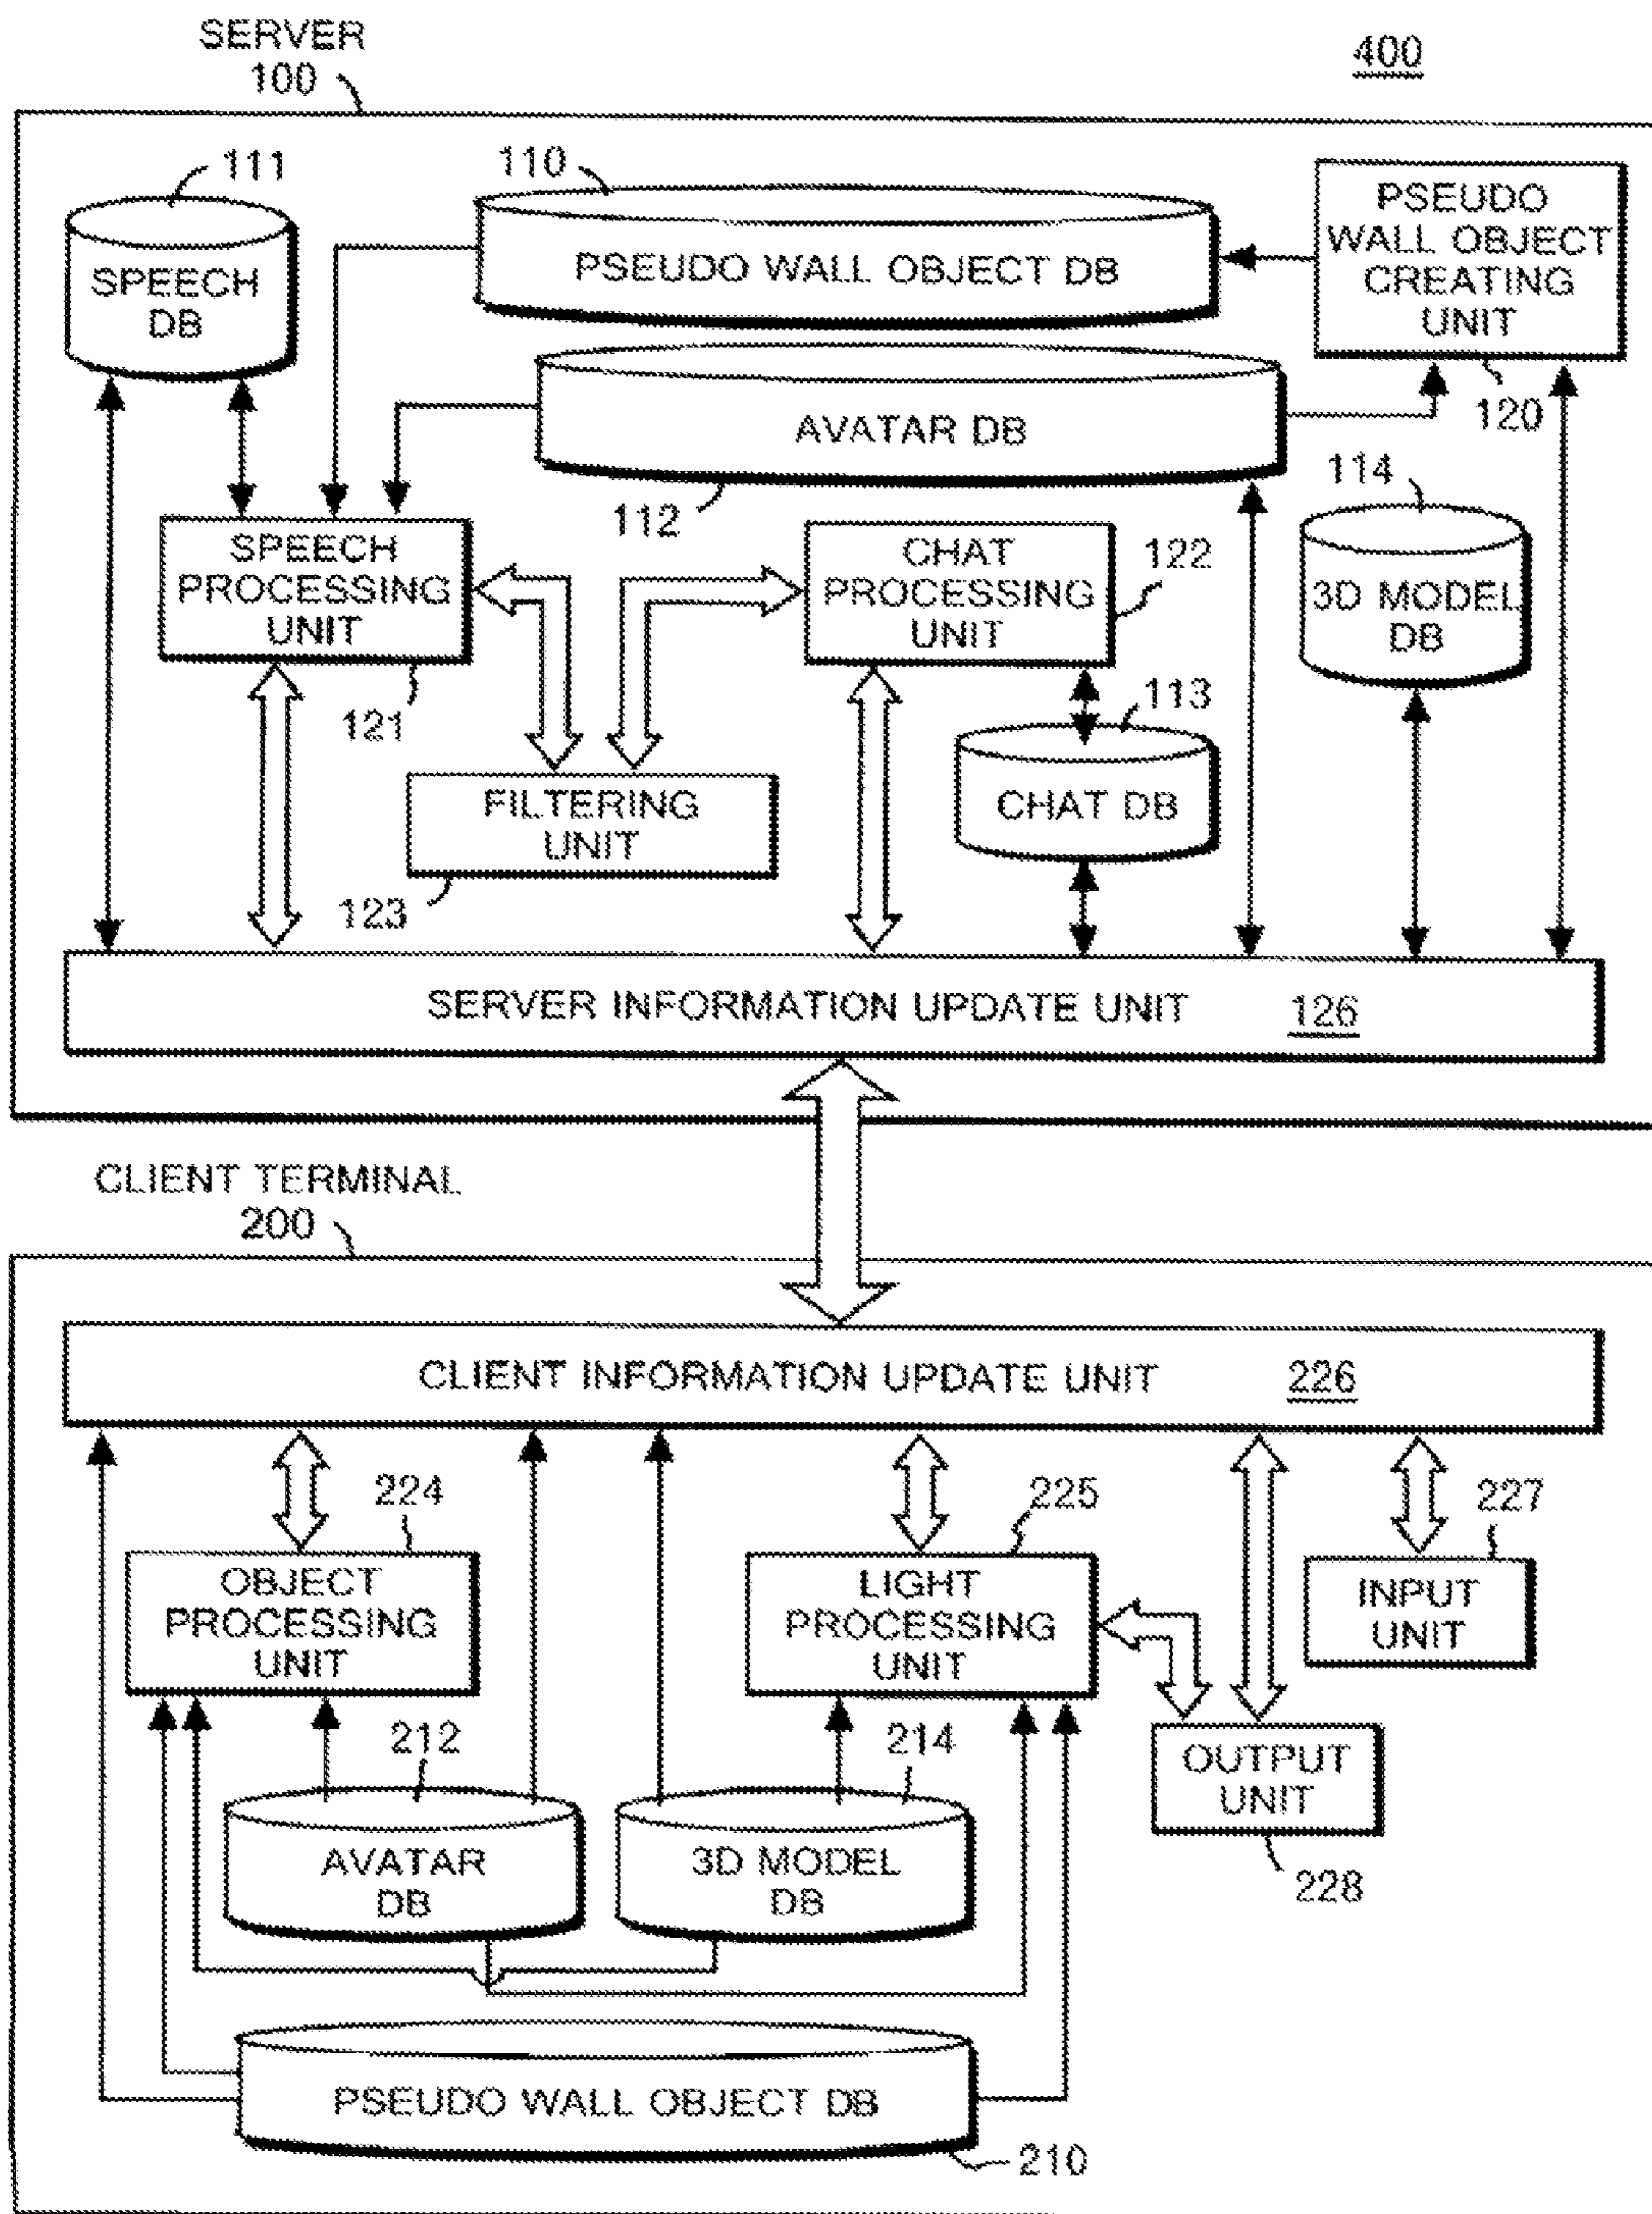 SERVER
100
400
111
110
PSEUDO
WALL OBJECT
CREATING
UNIT
SPEECH
DB
PSEUDO WALL OBJECT DB
120
AVATAR DB
112
114
SPEECH
PROCESSING
UNIT
CHAT
PROCESSING
UNIT
122
3D MODEL
DB
121
113
FILTERING
UNIT
CHAT DB
123
SERVER INFORMATION UPDATE UNIT 126
CLIENT TERMINAL
200
CLIENT INFORMATION UPDATE UNIT 226
224
225
227
OBJECT
PROCESSING
UNIT
LIGHT
PROCESSING
UNIT
INPUT
UNIT
212
214
OUTPUT
UNIT
AVATAR
DB
3D MODEL
DB
228
PSEUDO WALL OBJECT DB
210